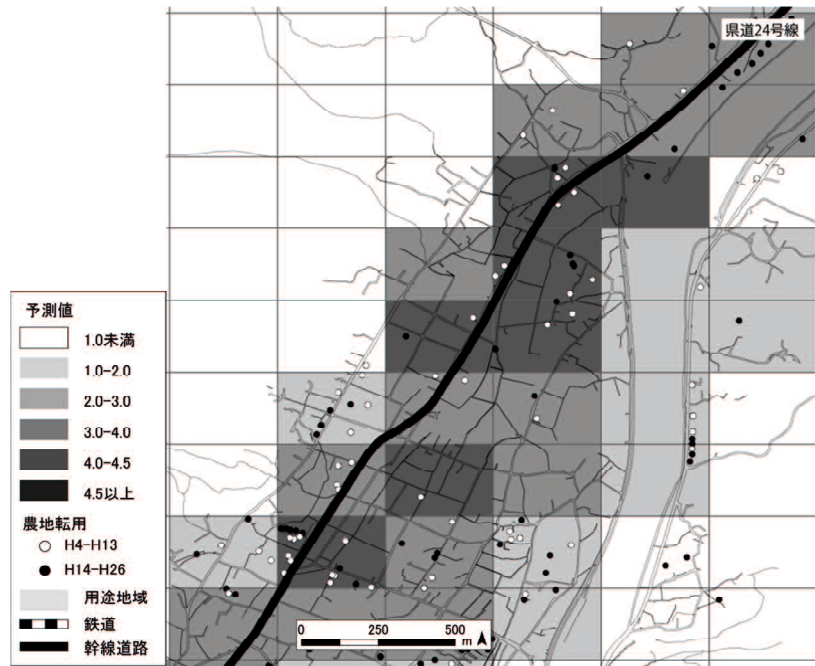 県道24号線
予測値
1.0未満
1.0-2.0
2.0-3.0
3.0-4.0
4.0-4.5
4.5以上
農地転用
H4-H13
H14-H26
用途地域
鉄道
幹線道路
0 250 500 m